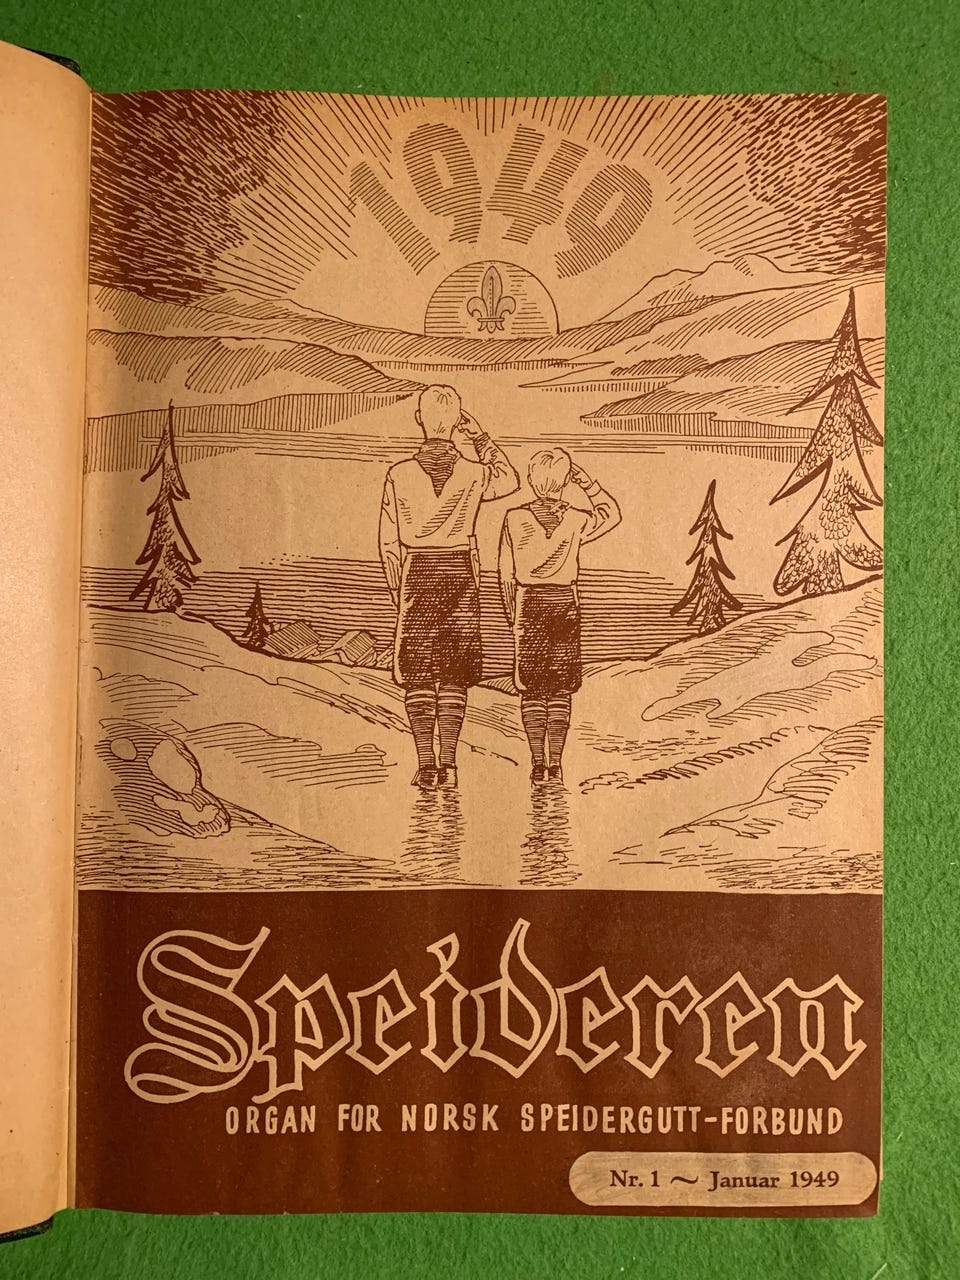 1949
Speideren
ORGAN FOR NORSK SPEIDERGUTT-FORBUND
Nr. 1 ~ Januar 1949